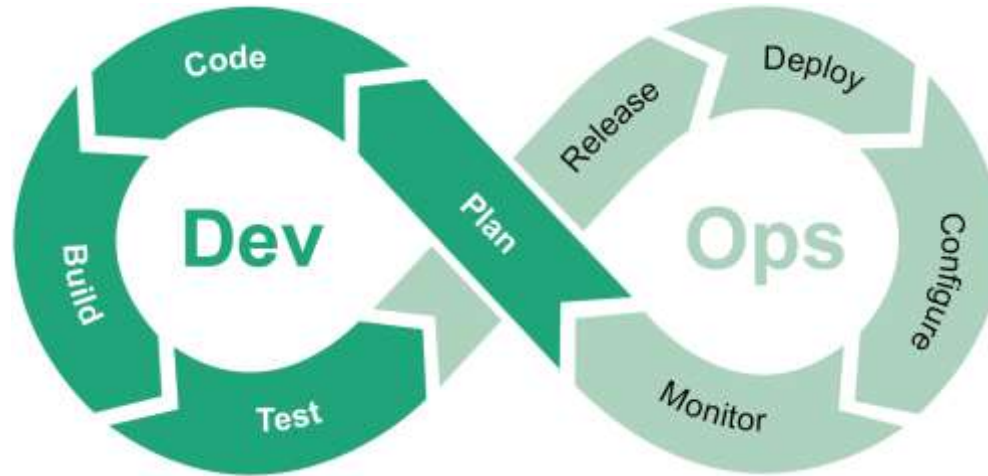 Code
Deploy
Release
Plan
Dev
Ops
Build
Configure
Test
Monitor